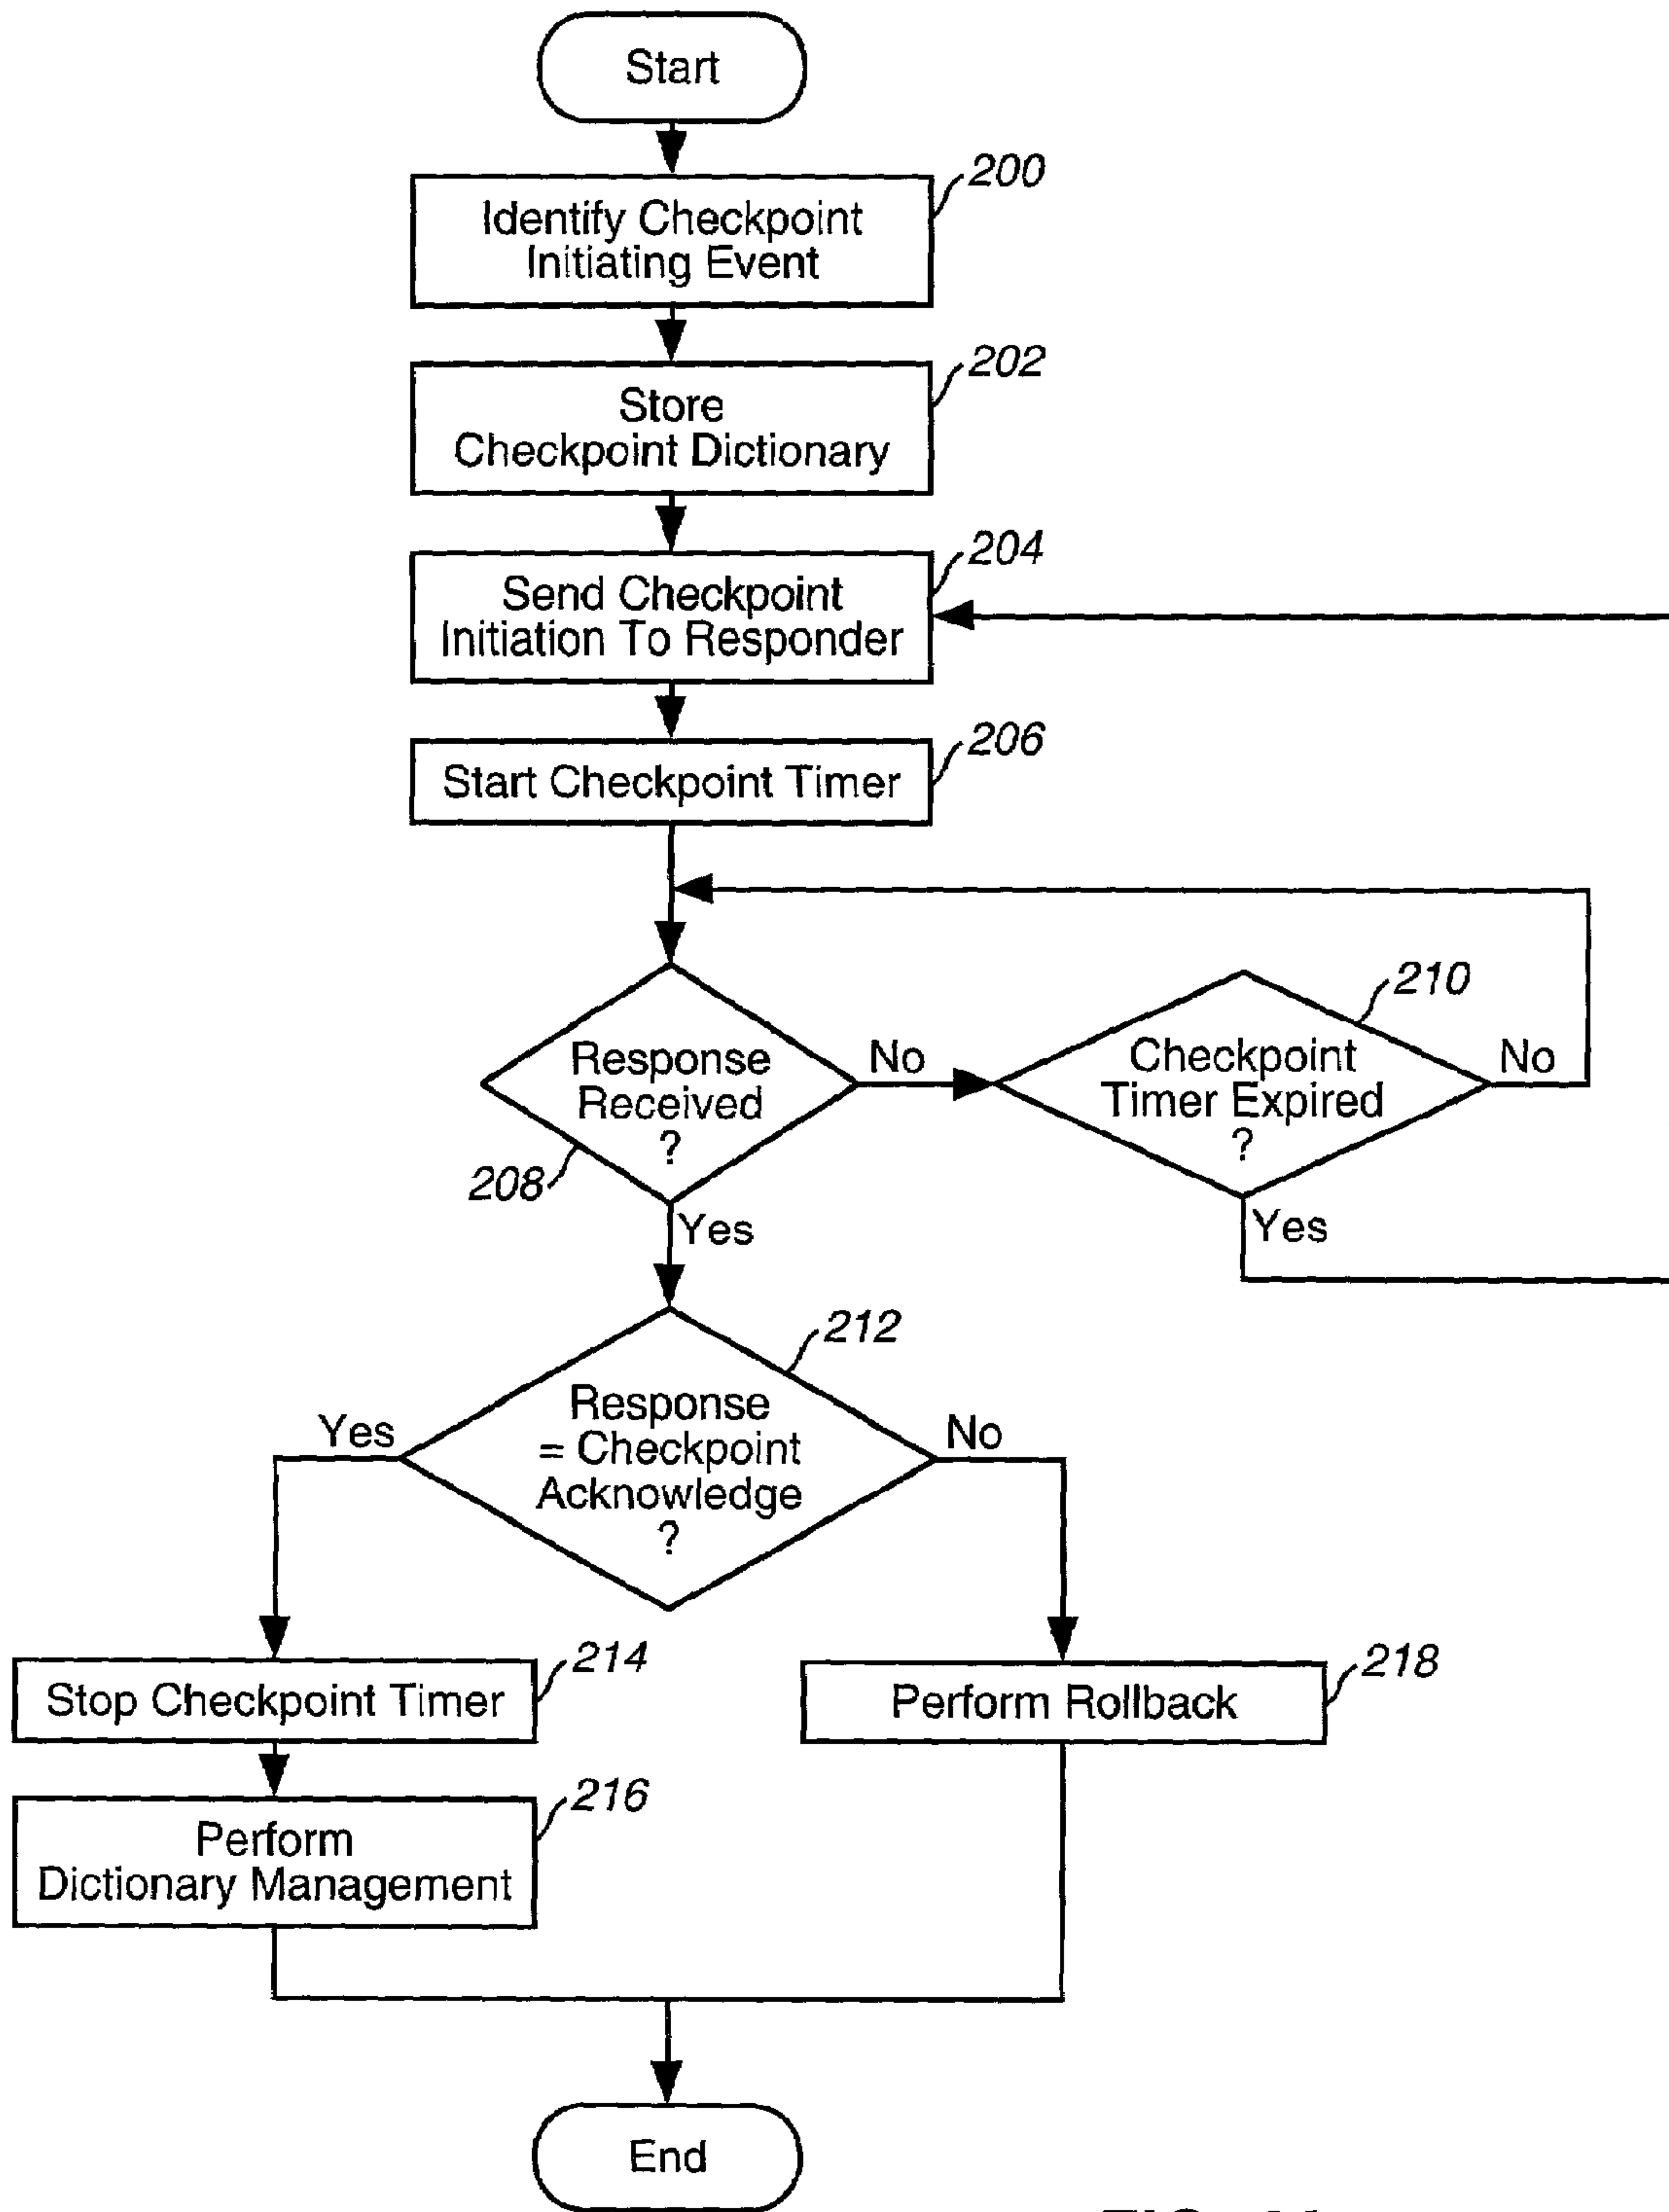 Start
200
Identify Checkpoint
Initiating Event
202
Store
Checkpoint Dictionary
204
Send Checkpoint
Initiation To Responder
206
Start Checkpoint Timer
210
Response
Received
?
No
Checkpoint
Timer Expired
?
No
208
Yes
Yes
212
Response
= Checkpoint
Acknowledge
?
Yes
No
214
Stop Checkpoint Timer
218
Perform Rollback
216
Perform
Dictionary Management
End